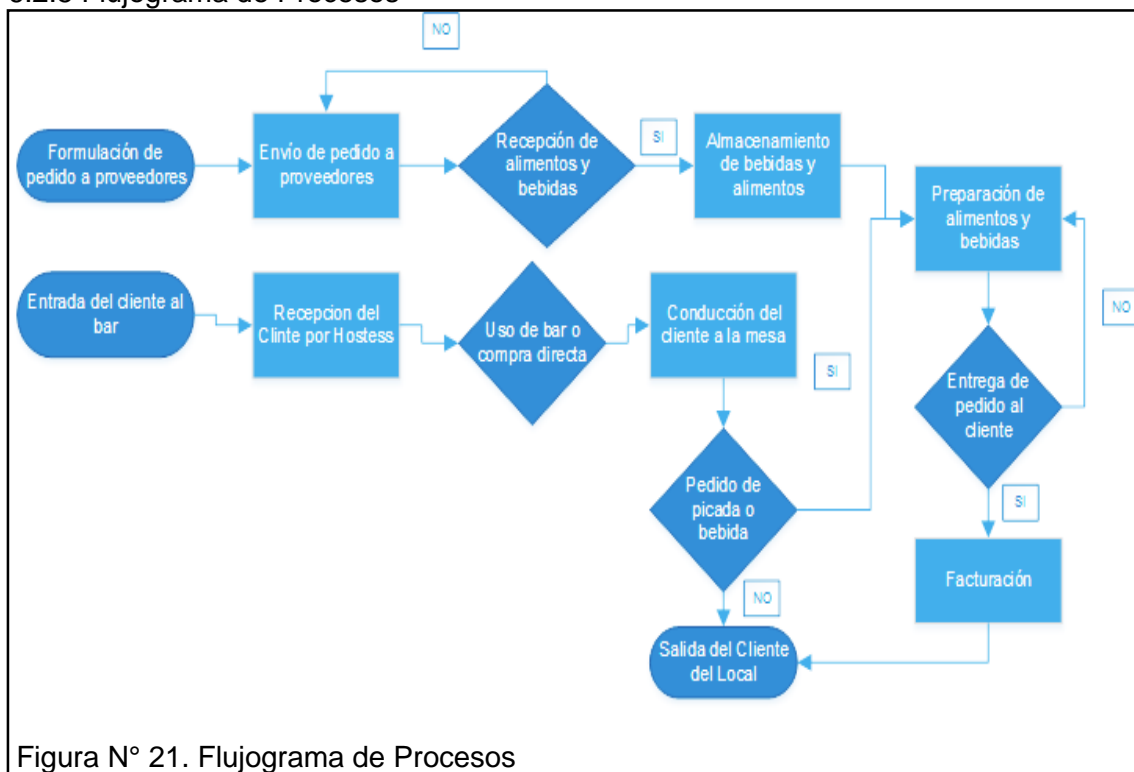 NO
Formulación de
pedido a proveedores
Envío de pedido a
proveedores
Recepción de
alimentos y
bebidas
SI
Almacenamiento
de bebidas y
alimentos
Preparación de
alimentos y
bebidas
Entrada del cliente al
bar
Recepcion del
Clinte por Hostess
Uso de bar o
compra directa
Conducción del
cliente a la mesa
SI
NO
Entrega de
pedido al
cliente
Pedido de
picada o
bebida
SI
NO
Facturación
Salida del Cliente
del Local
Figura N° 21. Flujograma de Procesos